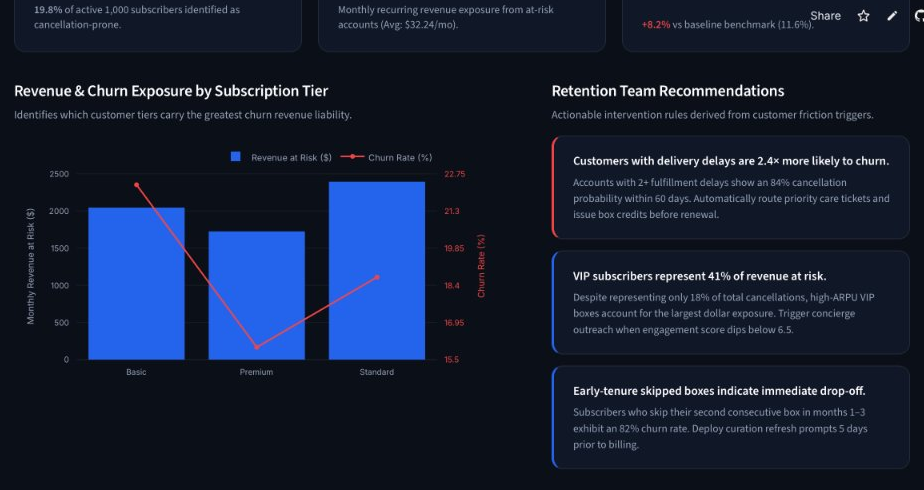 19.8% of active 1,000 subscribers identified as
cancellation-prone.
Monthly recurring revenue exposure from at-risk
accounts (Avg: $32.24/mo).
+8.2% vs baseline benchmark (11.6%).
Share
Revenue & Churn Exposure by Subscription Tier
Identifies which customer tiers carry the greatest churn revenue liability.
Revenue at Risk ($)
Churn Rate (%)
2500
2000
1500
1000
500
0
Monthly Revenue at Risk ($)
22.75
21.3
19.85
18.4
16.95
15.5
Churn Rate (%)
Basic
Premium
Standard
Retention Team Recommendations
Actionable intervention rules derived from customer friction triggers.
Customers with delivery delays are 2.4× more likely to churn.
Accounts with 2+ fulfillment delays show an 84% cancellation
probability within 60 days. Automatically route priority care tickets and
issue box credits before renewal.
VIP subscribers represent 41% of revenue at risk.
Despite representing only 18% of total cancellations, high-ARPU VIP
boxes account for the largest dollar exposure. Trigger concierge
outreach when engagement score dips below 6.5.
Early-tenure skipped boxes indicate immediate drop-off.
Subscribers who skip their second consecutive box in months 1–3
exhibit an 82% churn rate. Deploy curation refresh prompts 5 days
prior to billing.